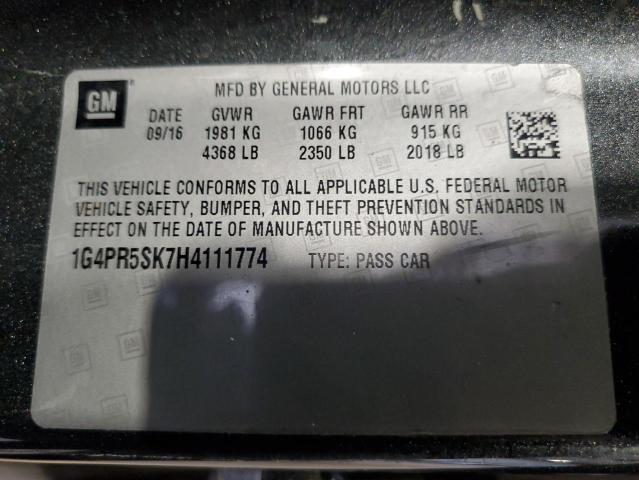 GM
MFD BY GENERAL MOTORS LLC
DATE GVWR GAWR FRT GAWR RR
09/16 1981 KG 1066 KG 915 KG
4368 LB 2350 LB 2018 LB
THIS VEHICLE CONFORMS TO ALL APPLICABLE U.S. FEDERAL MOTOR
VEHICLE SAFETY, BUMPER, AND THEFT PREVENTION STANDARDS IN
EFFECT ON THE DATE OF MANUFACTURE SHOWN ABOVE.
1G4PR5SK7H4111774 TYPE: PASS CAR